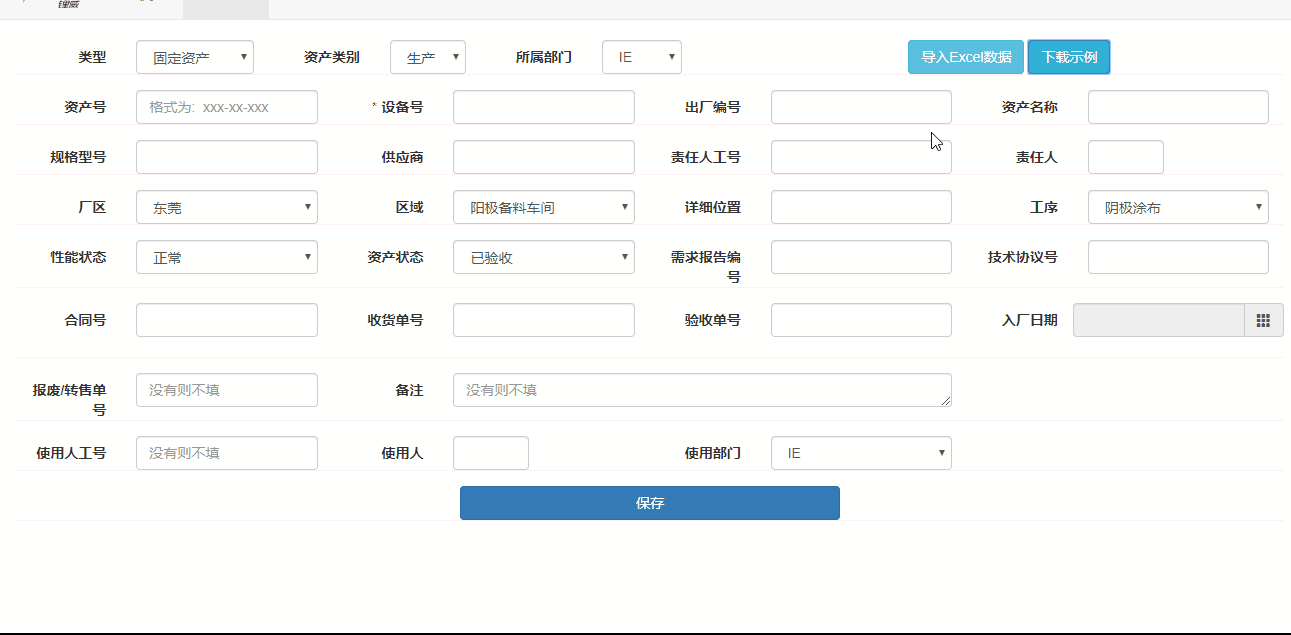 类型 固定资产 资产类别 生产 所属部门 IE 导入Excel数据 下载示例
资产号 格式为: xxx-xx-xxx * 设备号 出厂编号 资产名称
规格型号 供应商 责任人工号 责任人
厂区 东莞 区域 阳极备料车间 详细位置 工序 阴极涂布
性能状态 正常 资产状态 已验收 需求报告编
号 技术协议号
合同号 收货单号 验收单号 入厂日期
报废/转售单
号 没有则不填 备注 没有则不填
使用人工号 没有则不填 使用人 使用部门 IE
保存